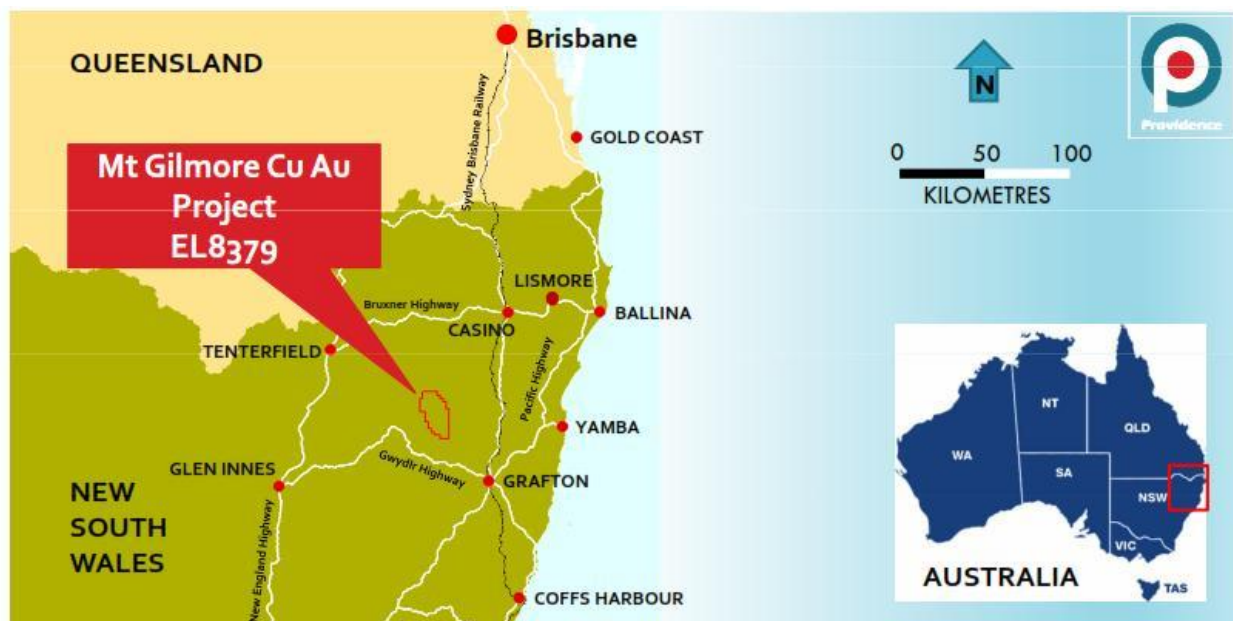 Brisbane
QUEENSLAND
N
Providence
Sydney Brisbane Railway
GOLD COAST
0 50 100
KILOMETRES
Mt Gilmore Cu Au
Project
EL8379
LISMORE
Bruxner Highway
CASINO
BALLINA
TENTERFIELD
Pacific Highway
YAMBA
GLEN INNES
Gwydlr Highway
GRAFTON
NEW
SOUTH
WALES
New England Highway
COFFS HARBOUR
NT
QLD
WA
SA
NSW
VIC
AUSTRALIA
TAS